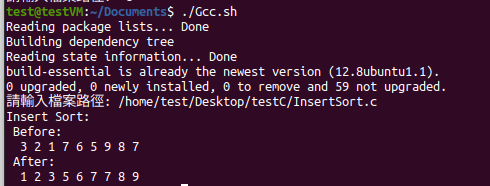 test@testVM:~/Documents$ ./Gcc.sh
Reading package lists... Done
Building dependency tree
Reading state information... Done
build-essential is already the newest version (12.8ubuntu1.1).
0 upgraded, 0 newly installed, 0 to remove and 59 not upgraded.
請輸入檔案路徑: /home/test/Desktop/testC/InsertSort.c
Insert Sort:
Before:
3 2 1 7 6 5 9 8 7
After:
1 2 3 5 6 7 7 8 9